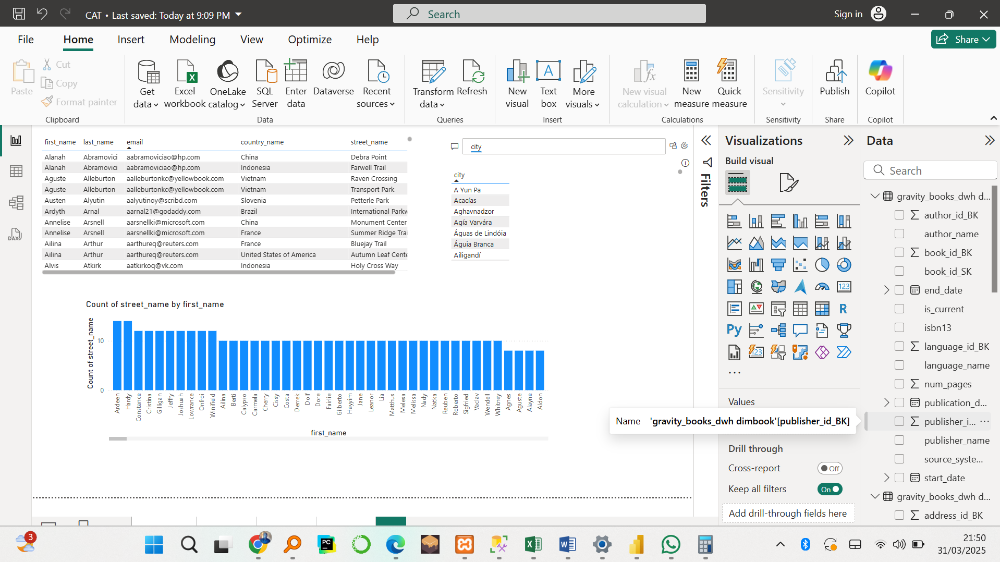 CAT • Last saved: Today at 9:09 PM
Search
Sign in
File
Home
Insert
Modeling
View
Optimize
Help
Share
Paste
Cut
Copy
Format painter
Clipboard
Get data
Excel workbook
OneLake catalog
SQL Server
Enter data
Dataverse
Recent sources
Data
Transform data
Refresh
Queries
New visual
Text box
More visuals
Insert
New visual calculation
New measure
Quick measure
Calculations
Sensitivity
Sensitivity
Publish
Share
Copilot
Copilot
first_name last_name email country_name street_name
Alanah Abramovici aabramoviciao@hp.com China Debra Point
Alanah Abramovici aabramoviciao@hp.com Indonesia Farwell Trail
Aguste Alleburton aalleburtonkc@yellowbook.com Vietnam Raven Crossing
Aguste Alleburton aalleburtonkc@yellowbook.com Vietnam Transport Park
Austen Alyutin aalyutinoy@scribd.com Slovenia Petterle Park
Ardyth Arnal aarnal21@godaddy.com Brazil International Parkw
Annelise Arsnell aarsnellki@microsoft.com China Monument Center
Annelise Arsnell aarsnellki@microsoft.com France Summer Ridge Trai
Ailina Arthur aarthureq@reuters.com France Bluejay Trail
Ailina Arthur aarthureq@reuters.com United States of America Autumn Leaf Cente
Alvis Atkirk aatkirkoq@vk.com Indonesia Holy Cross Way
city
city
A Yun Pa
Acacías
Aghavnadzor
Agía Varvára
Águas de Lindóia
Águia Branca
Ailigandí
Count of street_name by first_name
Count of street_name
10
0
Ardeen
Hardy
Constance
Cristina
Gilligan
Jeffry
Joshuah
Lowrance
Onfroi
Winifield
Ailina
Berti
Calypso
Carmela
Cherry
Cissy
Costa
Derrek
Dolf
Dore
Fairlie
Gilberto
Hayyim
Jane
Leanor
Lia
Matthus
Melesa
Melissa
Nady
Natka
Reuben
Roberto
Sigfried
Vaclav
Wendell
Whitney
Agnes
Aguste
Alayne
Aldon
first_name
Filters
Visualizations
Build visual
123
R
Py
123
...
Values
Name 'gravity_books_dwh dimbook'[publisher_id_BK]
Drill through
Cross-report
Off
Keep all filters
On
Add drill-through fields here
Data
Search
gravity_books_dwh d...
author_id_BK
author_name
book_id_BK
book_id_SK
end_date
is_current
isbn13
language_id_BK
language_name
num_pages
publication_d...
publisher_i...
publisher_name
source_syste...
start_date
gravity_books_dwh d...
address_id_BK
DAX
3
PC
21:50
31/03/2025